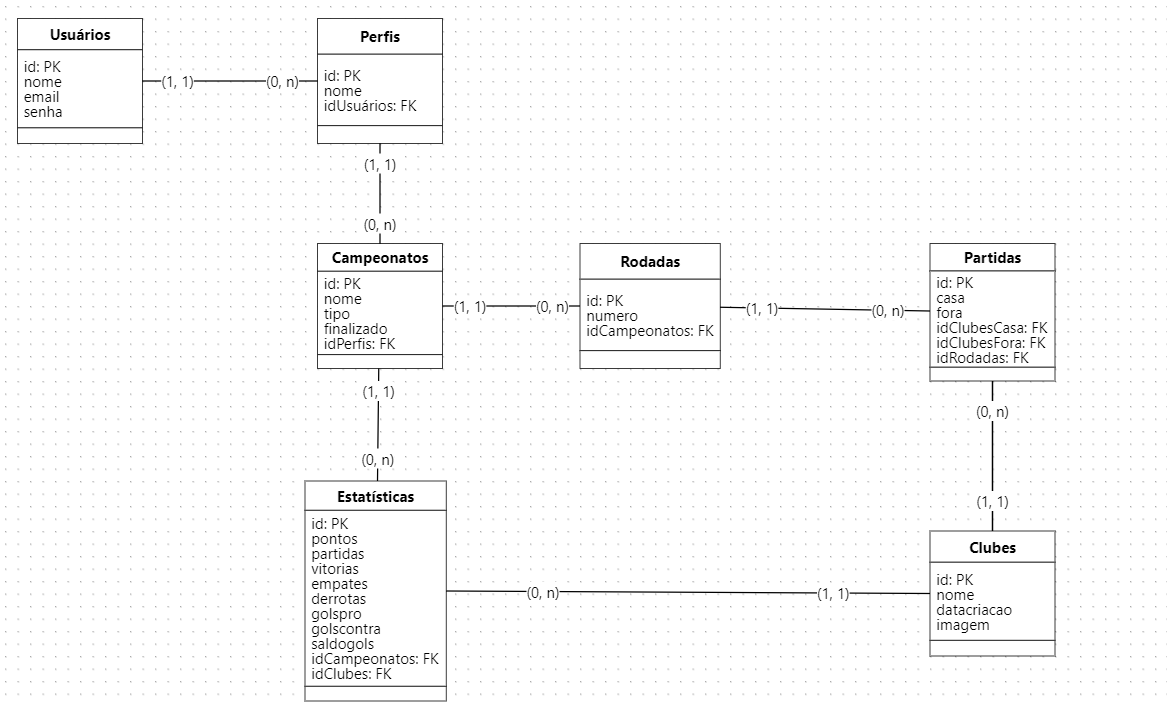 Usuários
id: PK
nome
email
senha
(1, 1)
(0, n)
Perfis
id: PK
nome
idUsuários: FK
(1, 1)
(0, n)
Campeonatos
id: PK
nome
tipo
finalizado
idPerfis: FK
(1, 1)
(0, n)
Rodadas
id: PK
numero
idCampeonatos: FK
(1, 1)
(0, n)
Partidas
id: PK
casa
fora
idClubesCasa: FK
idClubesFora: FK
idRodadas: FK
(1, 1)
(0, n)
(0, n)
(1, 1)
Estatísticas
id: PK
pontos
partidas
vitorias
empates
derrotas
golspro
golscontra
saldogols
idCampeonatos: FK
idClubes: FK
(0, n)
(1, 1)
Clubes
id: PK
nome
datacriacao
imagem